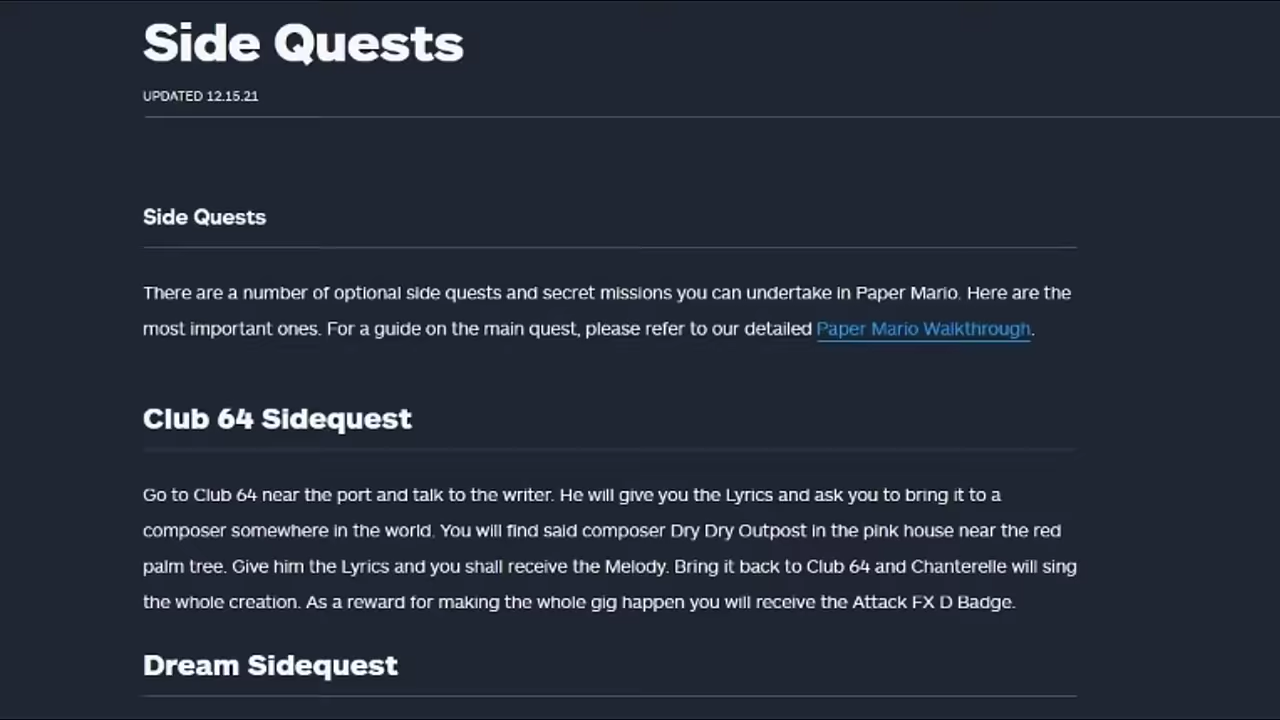 Side Quests
UPDATED 12.15.21
Side Quests
There are a number of optional side quests and secret missions you can undertake in Paper Mario. Here are the
most important ones. For a guide on the main quest, please refer to our detailed Paper Mario Walkthrough.
Club 64 Sidequest
Go to Club 64 near the port and talk to the writer. He will give you the Lyrics and ask you to bring it to a
composer somewhere in the world. You will find said composer Dry Dry Outpost in the pink house near the red
palm tree. Give him the Lyrics and you shall receive the Melody. Bring it back to Club 64 and Chanterelle will sing
the whole creation. As a reward for making the whole gig happen you will receive the Attack FX D Badge.
Dream Sidequest